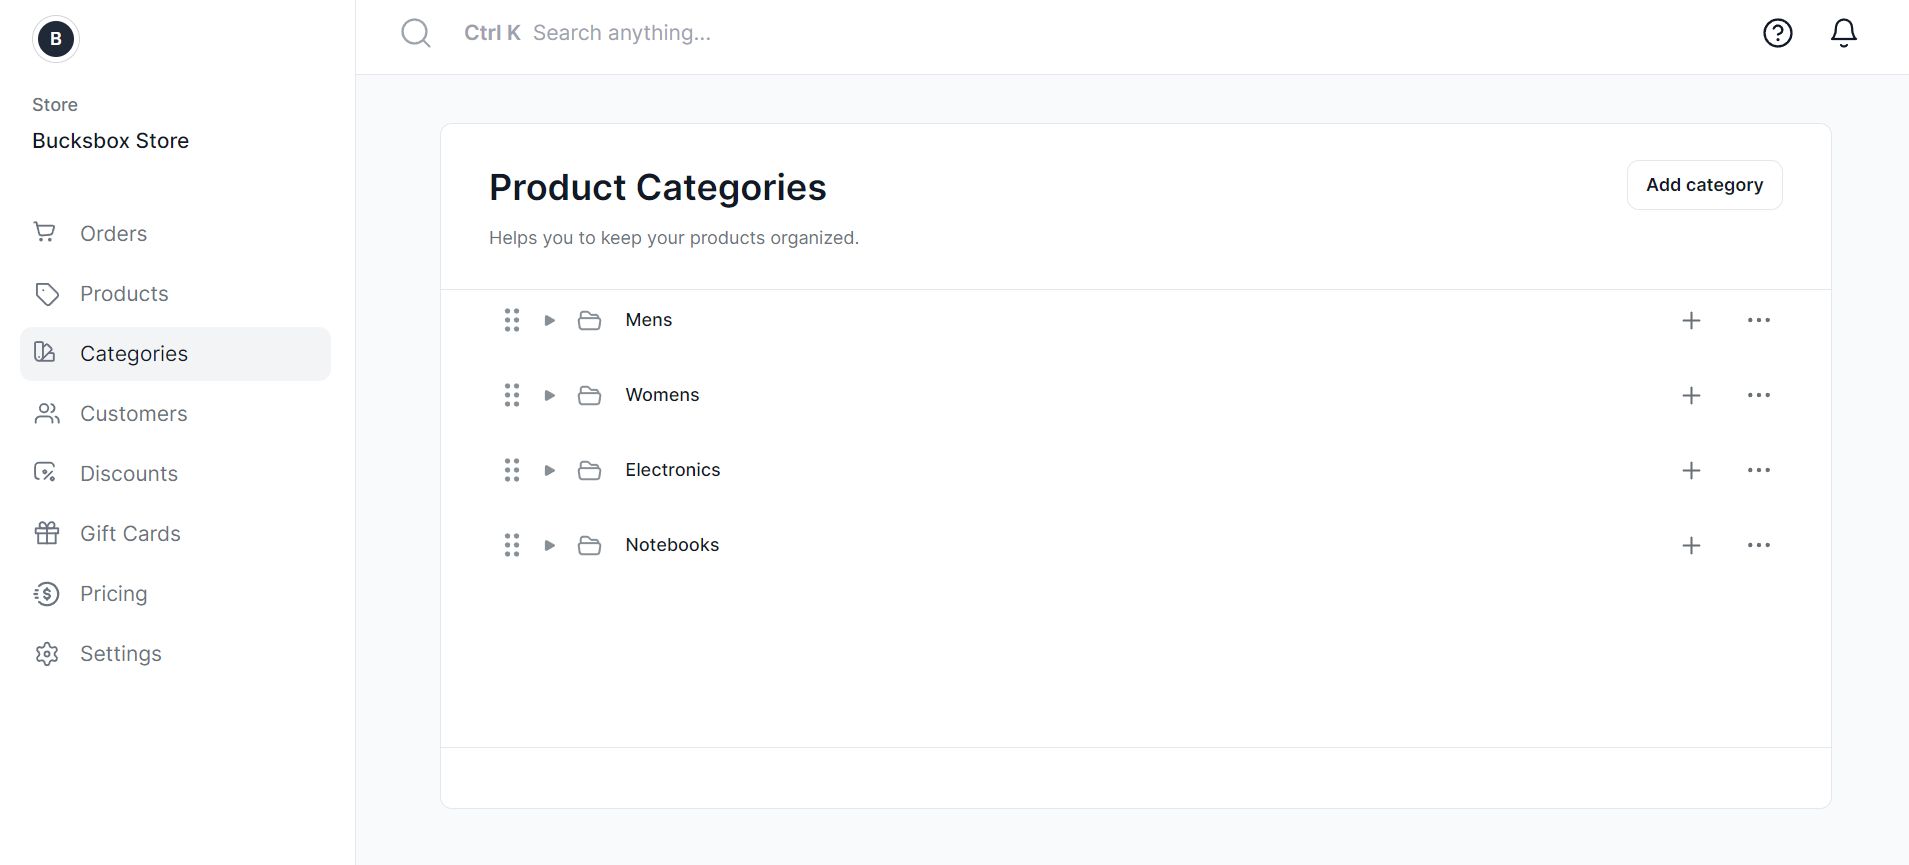 B
Store
Bucksbox Store
Orders
Products
Categories
Customers
Discounts
Gift Cards
Pricing
Settings
Ctrl K Search anything...
Product Categories
Add category
Helps you to keep your products organized.
Mens
Womens
Electronics
Notebooks